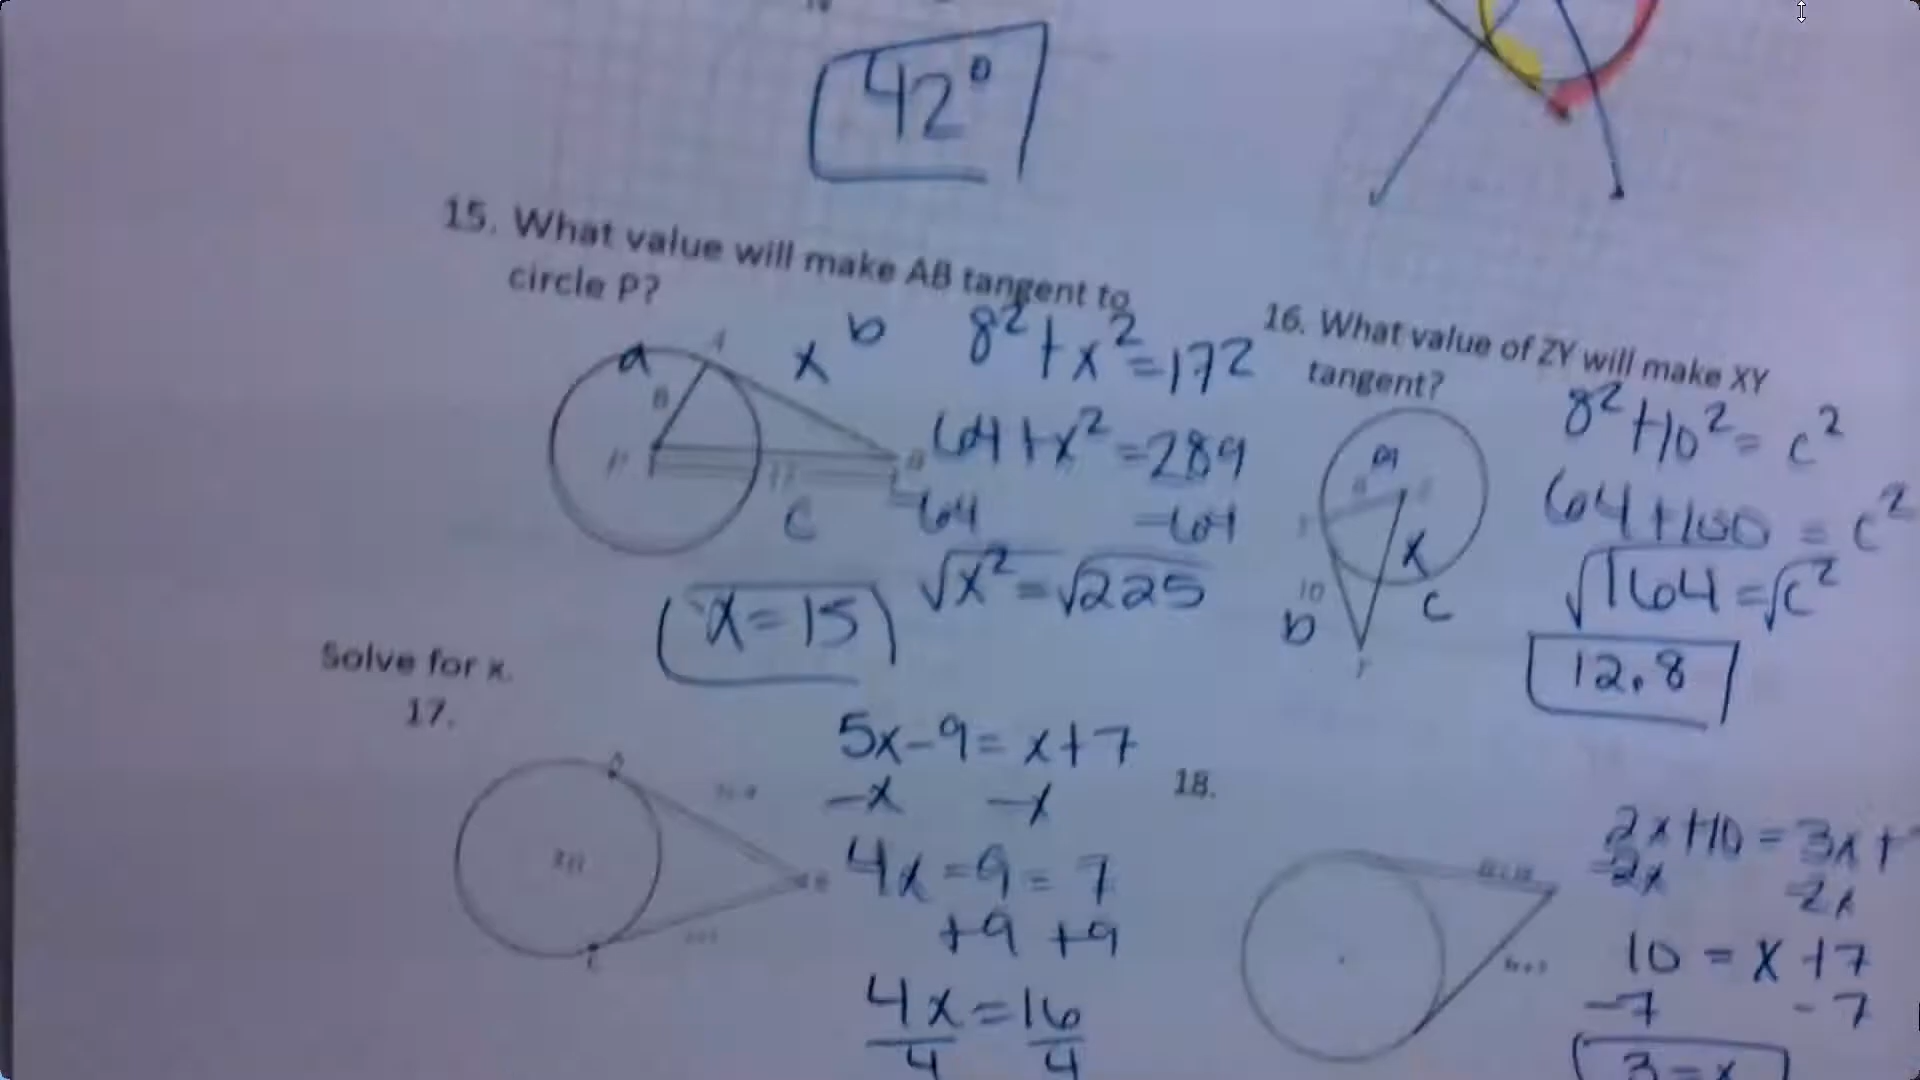 42°
15. What value will make AB tangent to
circle P?
a
x
b
8
P
17
c
8² + x² = 17²
64 + x² = 289
-64 -64
√x² = √225
x = 15
16. What value of ZY will make XY
tangent?
a
x
10
b
c
Y
8² + 10² = c²
64 + 100 = c²
√164 = √c²
12.8
Solve for x.
17.
5x - 9 = x + 7
-x -x
4x - 9 = 7
+9 +9
4x = 16
4 4
18.
2x + 10 = 3x +
-2x -2x
10 = x + 7
-7 -7
3 = x